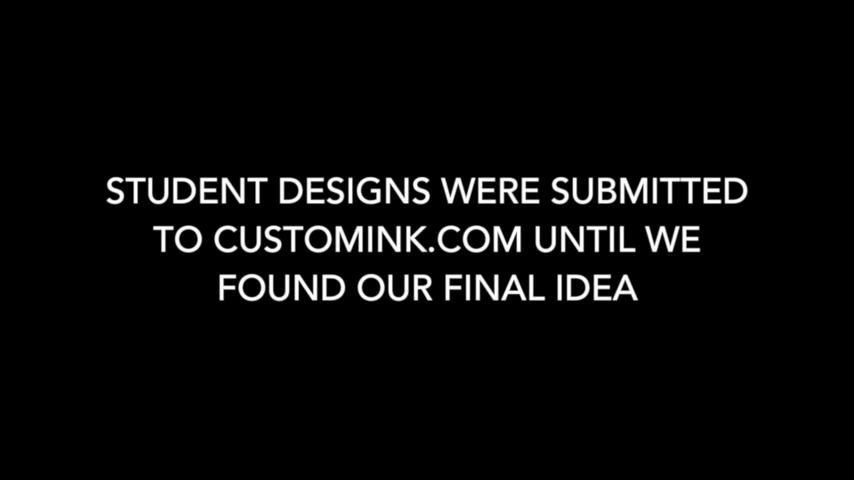 STUDENT DESIGNS WERE SUBMITTED
TO CUSTOMINK.COM UNTIL WE
FOUND OUR FINAL IDEA